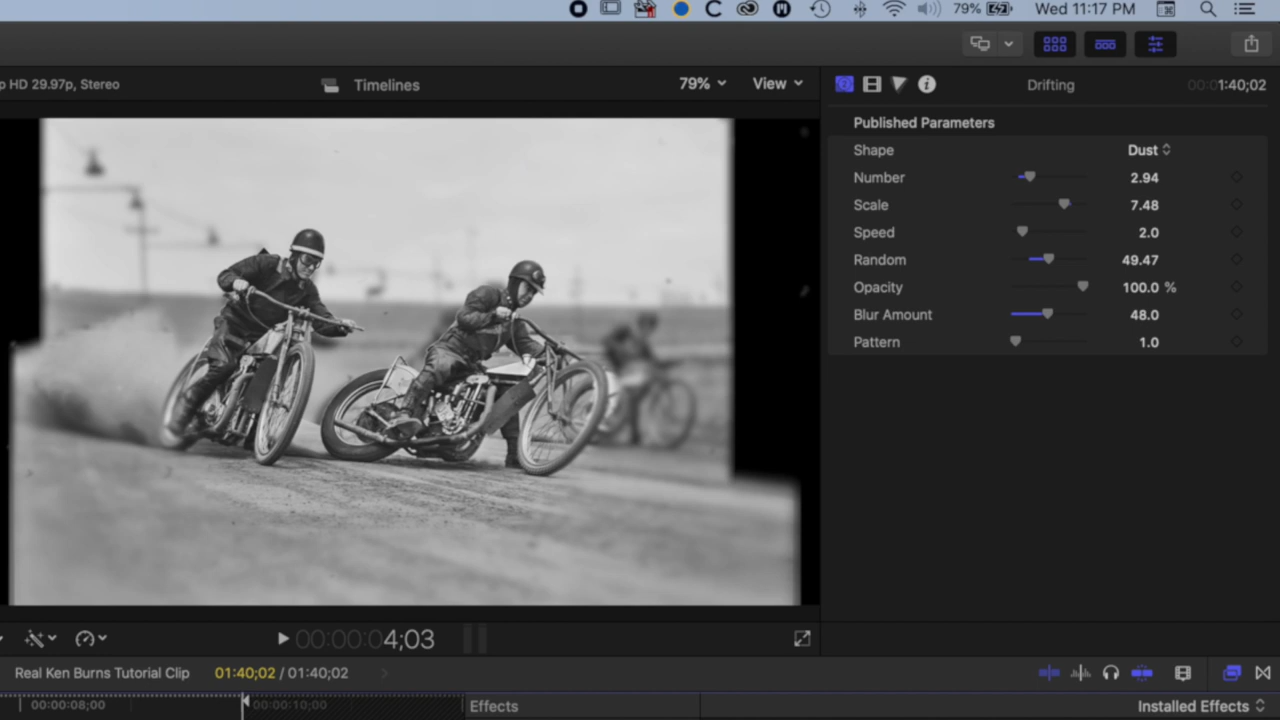 79% Wed 11:17 PM
p HD 29.97p, Stereo
Timelines
79%
View
Drifting
00:01:40;02
Published Parameters
Shape Dust
Number 2.94
Scale 7.48
Speed 2.0
Random 49.47
Opacity 100.0 %
Blur Amount 48.0
Pattern 1.0
00:00:04;03
Real Ken Burns Tutorial Clip
01:40;02 / 01:40;02
00:00:08;00
00:00:10;00
Effects
Installed Effects